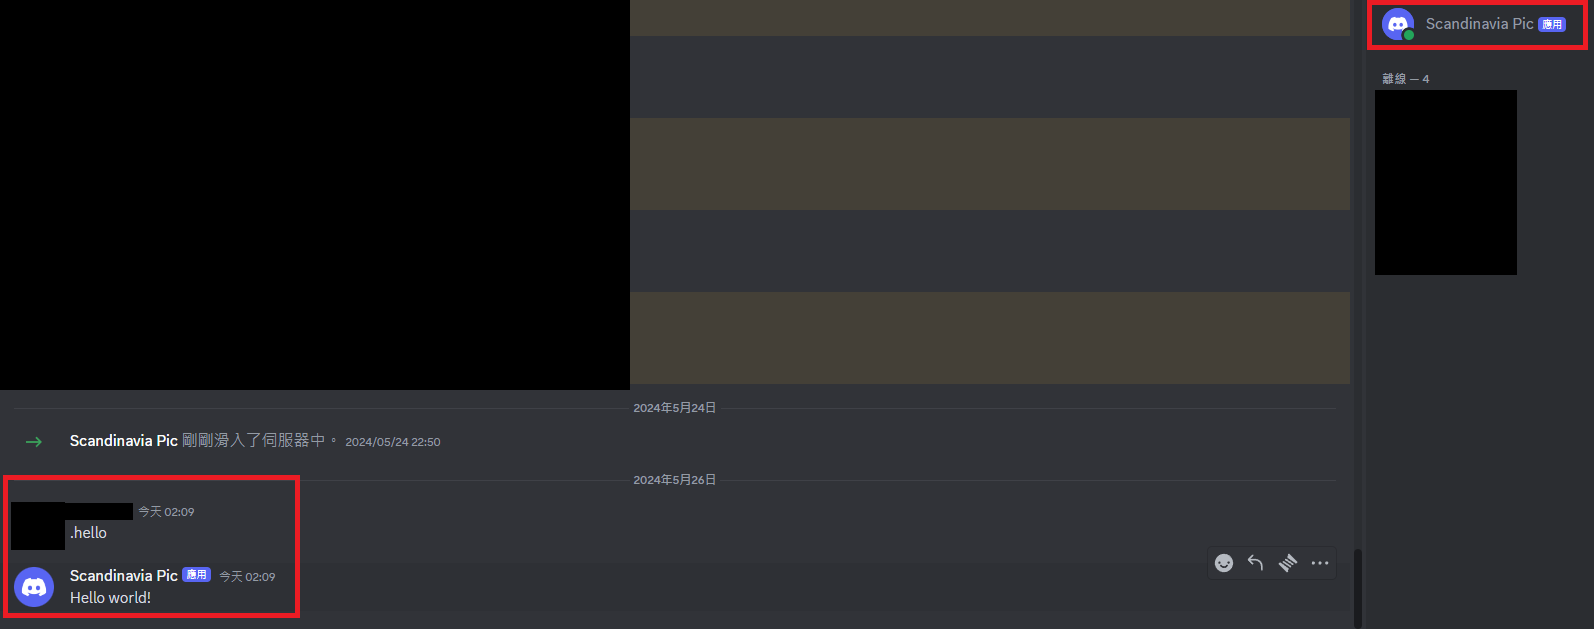 Scandinavia Pic 應用
離線 — 4
2024年5月24日
Scandinavia Pic 剛剛滑入了伺服器中。 2024/05/24 22:50
2024年5月26日
今天 02:09
.hello
Scandinavia Pic 應用 今天 02:09
Hello world!